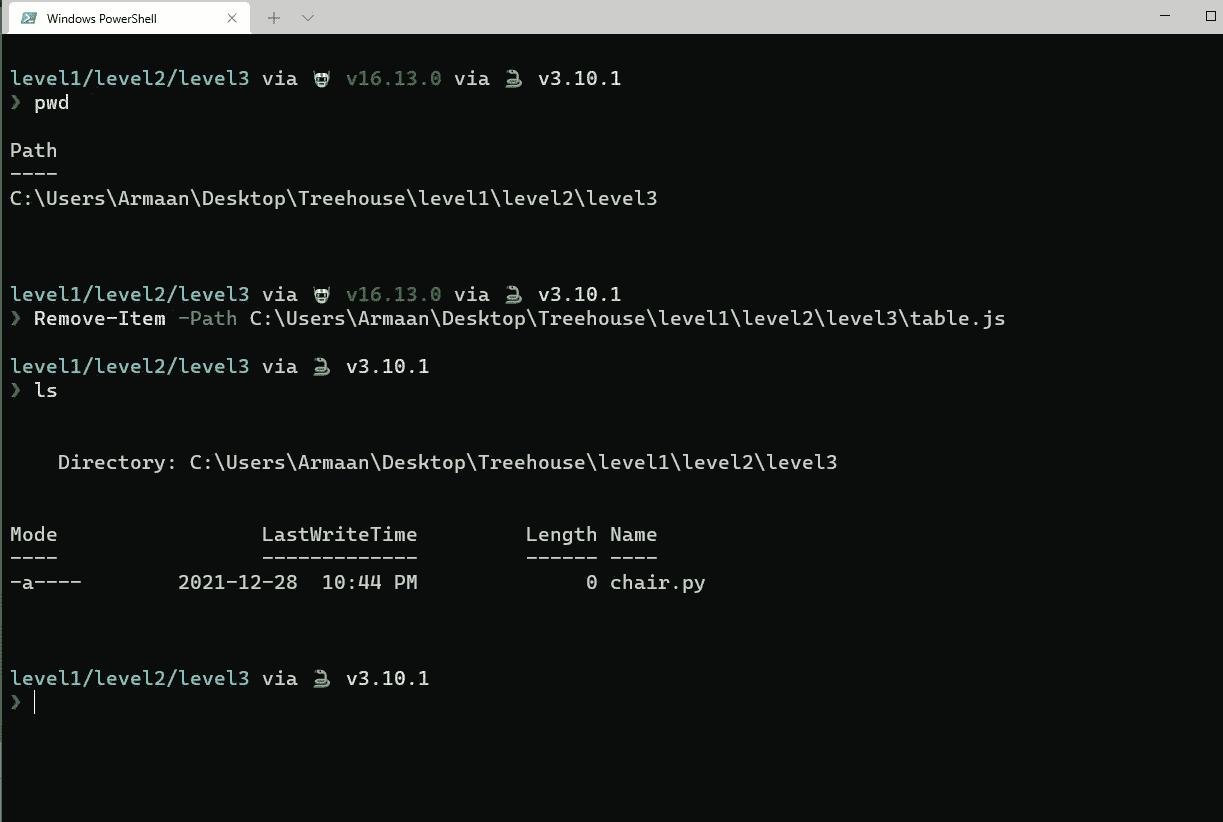 Windows PowerShell
level1/level2/level3 via 🤖 v16.13.0 via 🐍 v3.10.1
❯ pwd
Path
----
C:\Users\Armaan\Desktop\Treehouse\level1\level2\level3
level1/level2/level3 via 🤖 v16.13.0 via 🐍 v3.10.1
❯ Remove-Item -Path C:\Users\Armaan\Desktop\Treehouse\level1\level2\level3\table.js
level1/level2/level3 via 🐍 v3.10.1
❯ ls
Directory: C:\Users\Armaan\Desktop\Treehouse\level1\level2\level3
Mode LastWriteTime Length Name
---- ------------- ------ ----
-a---- 2021-12-28 10:44 PM 0 chair.py
level1/level2/level3 via 🐍 v3.10.1
❯